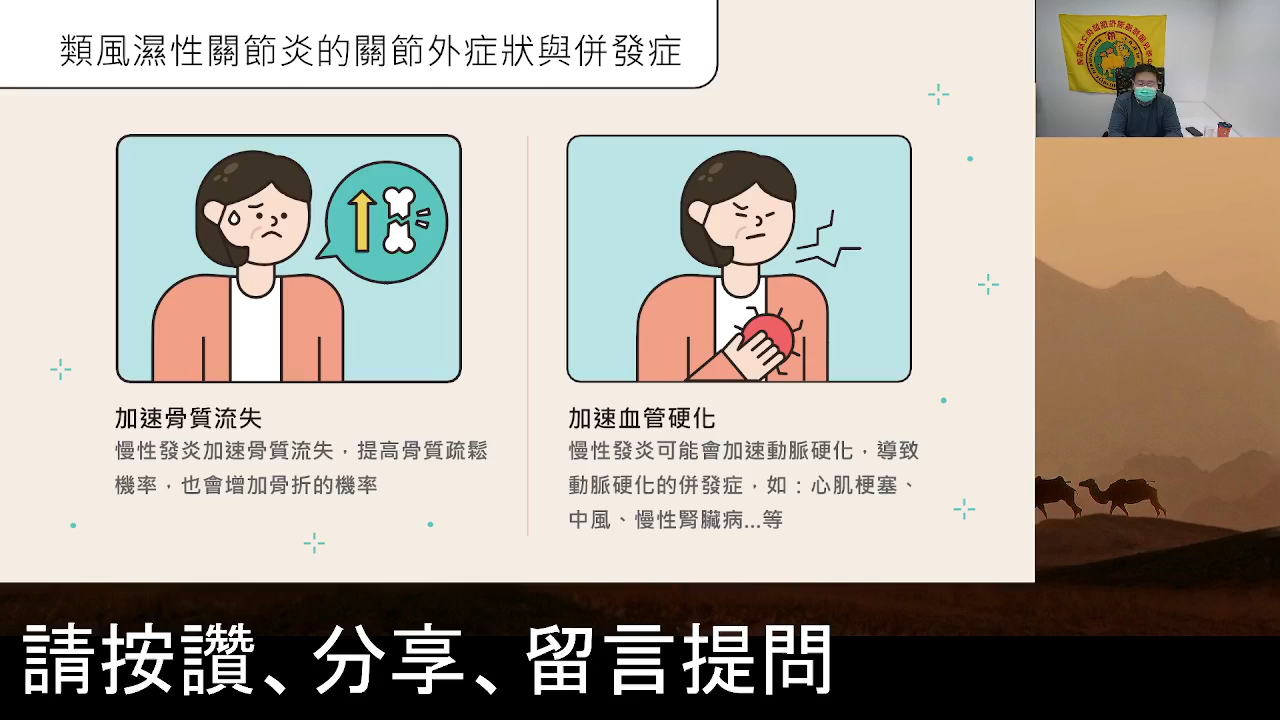 類風濕性關節炎的關節外症狀與併發症
加速骨質流失
慢性發炎加速骨質流失，提高骨質疏鬆
機率，也會增加骨折的機率
加速血管硬化
慢性發炎可能會加速動脈硬化，導致
動脈硬化的併發症，如：心肌梗塞、
中風、慢性腎臟病...等
請按讚、分享、留言提問